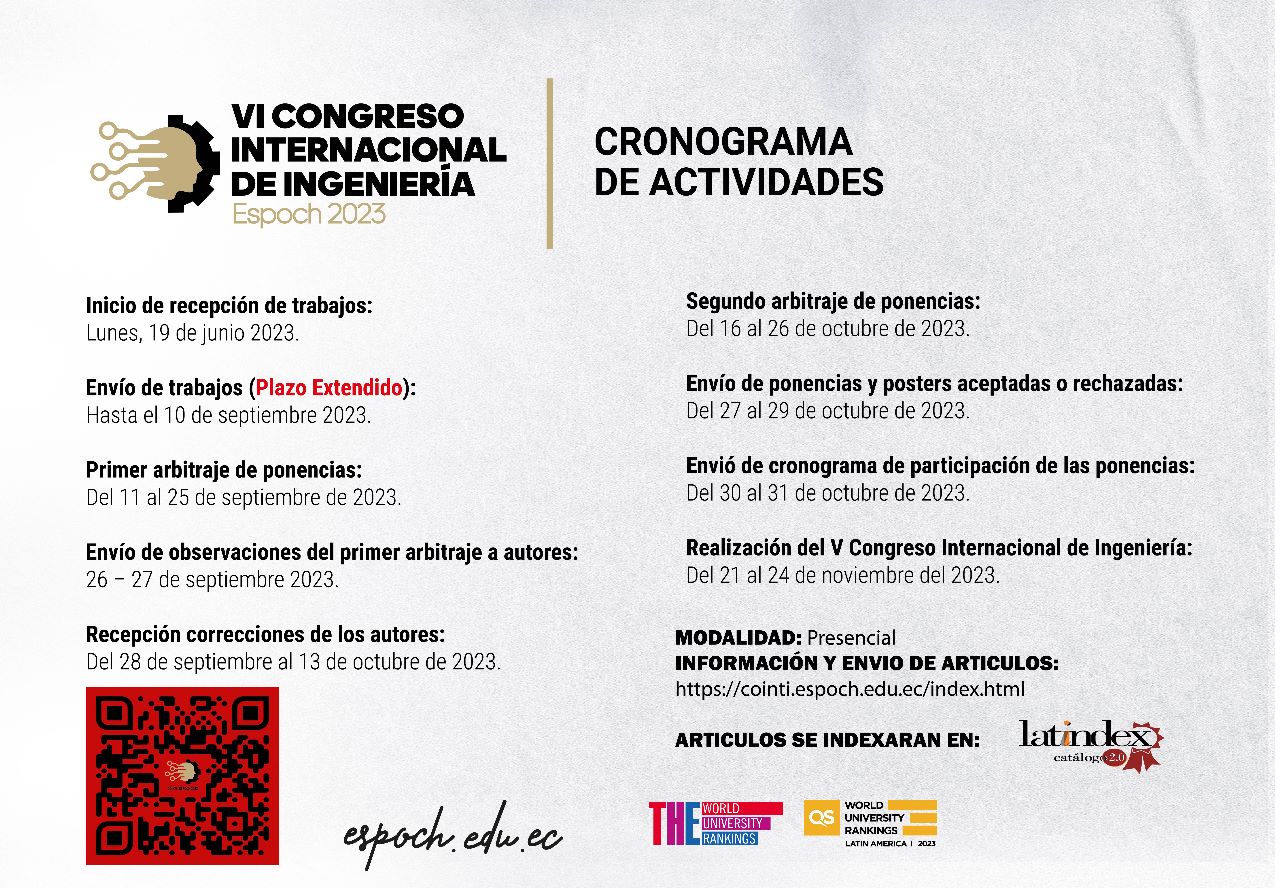 VI CONGRESO
INTERNACIONAL
DE INGENIERÍA
Espoch 2023
CRONOGRAMA
DE ACTIVIDADES
Inicio de recepción de trabajos:
Lunes, 19 de junio 2023.
Envío de trabajos (Plazo Extendido):
Hasta el 10 de septiembre 2023.
Primer arbitraje de ponencias:
Del 11 al 25 de septiembre de 2023.
Envío de observaciones del primer arbitraje a autores:
26 – 27 de septiembre 2023.
Recepción correcciones de los autores:
Del 28 de septiembre al 13 de octubre de 2023.
Segundo arbitraje de ponencias:
Del 16 al 26 de octubre de 2023.
Envío de ponencias y posters aceptadas o rechazadas:
Del 27 al 29 de octubre de 2023.
Envió de cronograma de participación de las ponencias:
Del 30 al 31 de octubre de 2023.
Realización del V Congreso Internacional de Ingeniería:
Del 21 al 24 de noviembre del 2023.
MODALIDAD: Presencial
INFORMACIÓN Y ENVIO DE ARTICULOS:
https://cointi.espoch.edu.ec/index.html
ARTICULOS SE INDEXARAN EN:
latindex
catálogo 2.0
espoch.edu.ec
THE WORLD
UNIVERSITY
RANKINGS
QS WORLD
UNIVERSITY
RANKINGS
LATIN AMERICA | 2023